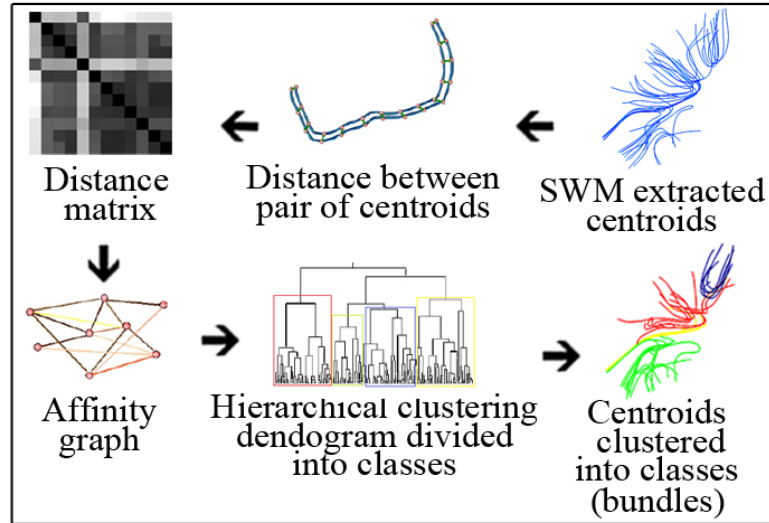 Distance
matrix
Distance between
pair of centroids
SWM extracted
centroids
Affinity
graph
Hierarchical clustering
dendogram divided
into classes
Centroids
clustered
into classes
(bundles)